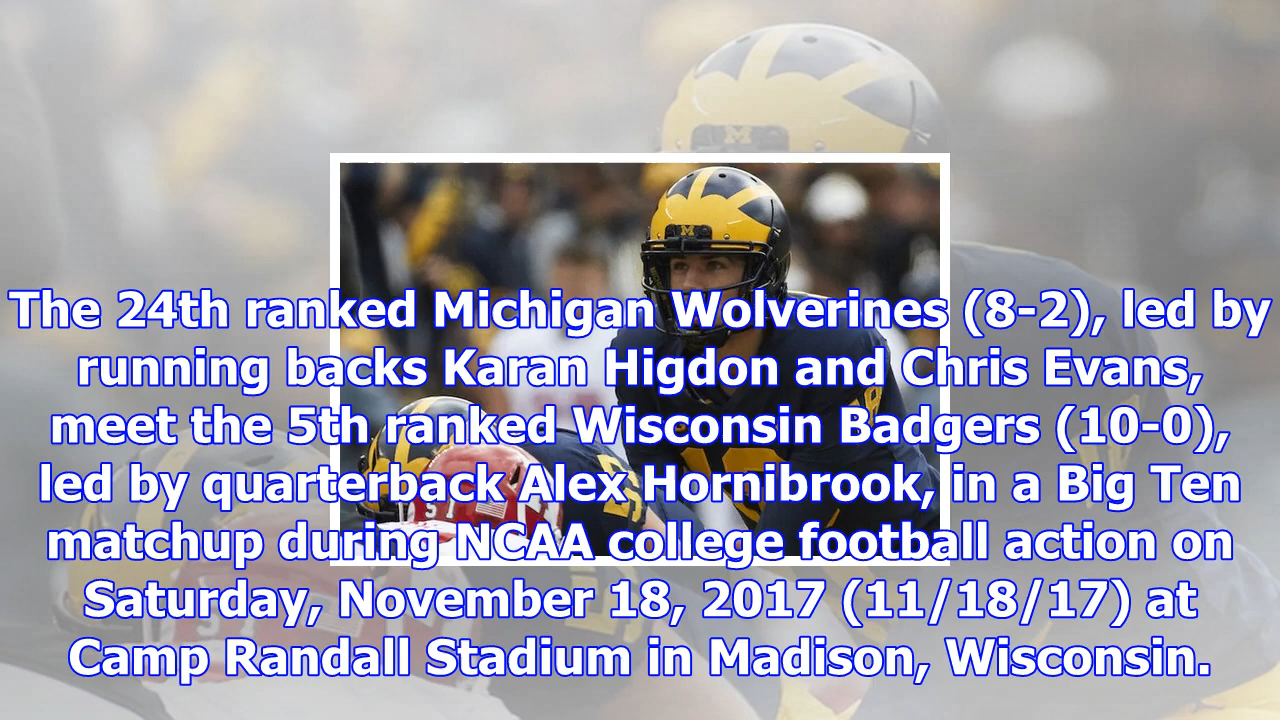 The 24th ranked Michigan Wolverines (8-2), led by
running backs Karan Higdon and Chris Evans,
meet the 5th ranked Wisconsin Badgers (10-0),
led by quarterback Alex Hornibrook, in a Big Ten
matchup during NCAA college football action on
Saturday, November 18, 2017 (11/18/17) at
Camp Randall Stadium in Madison, Wisconsin.